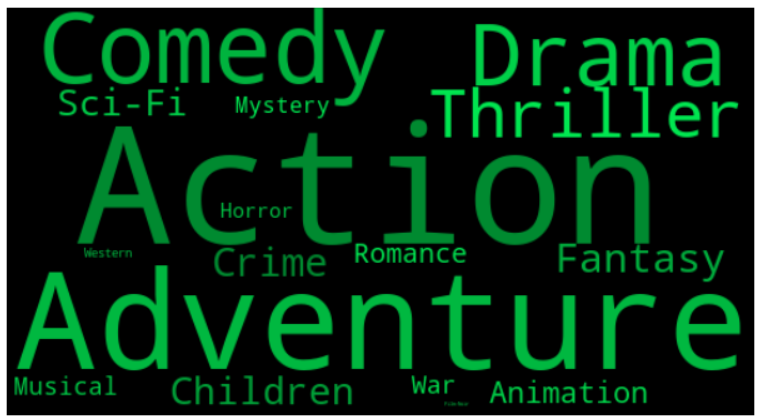 Comedy Drama
Sci-Fi Mystery Thriller
Action
Horror
Western Crime Romance Fantasy
Adventure
Musical Children War Animation